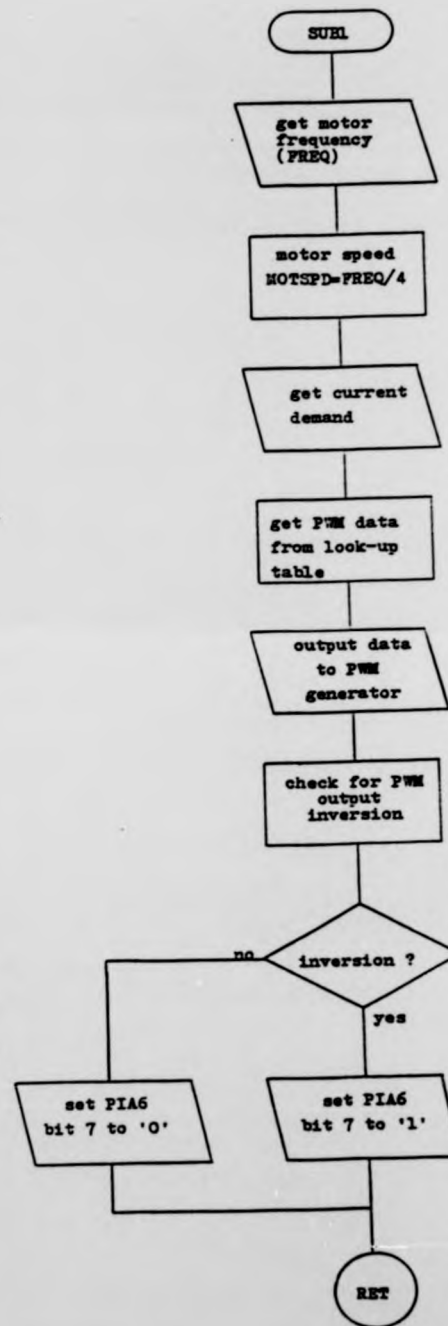 SUB1
get motor
frequency
(FREQ)
motor speed
MOTSPD=FREQ/4
get current
demand
get PWM data
from look-up
table
output data
to PWM
generator
check for PWM
output
inversion
inversion ?
no
yes
set PIA6
bit 7 to '0'
set PIA6
bit 7 to '1'
RET